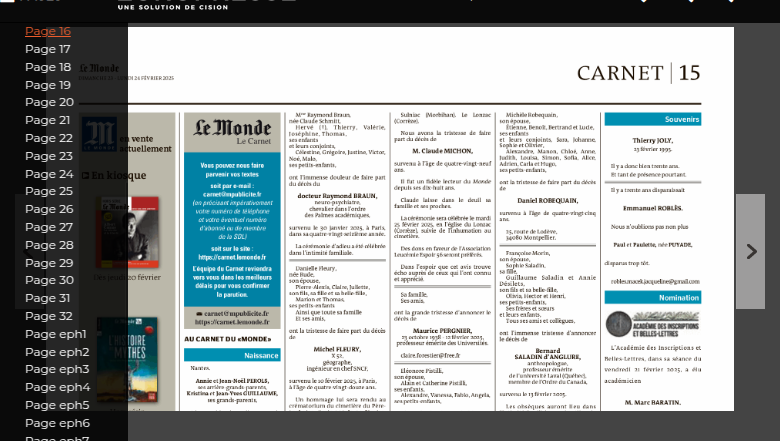 UNE SOLUTION DE CISION
Page 16
Page 17
Page 18
Page 19
Page 20
Page 21
Page 22
Page 23
Page 24
Page 25
Page 26
Page 27
Page 28
Page 29
Page 30
Page 31
Page 32
Page eph1
Page eph2
Page eph3
Page eph4
Page eph5
Page eph6
Page eph7
Le Monde
CARNET | 15
en vente
actuellement
En kiosque
Le Monde
Le Carnet
Vous pouvez nous faire
parvenir vos textes
soit par e-mail :
carnet@publicite.fr
(en précisant impérativement
votre numéro de téléphone
et votre éventuel numéro
d'abonné ou de membre
de la SDL)
soit sur le site :
https://carnet.lemonde.fr
L'équipe du Carnet reviendra
vers vous dans les meilleurs
délais pour vous confirmer
la parution.
carnet@mpublicite.fr
https://carnet.lemonde.fr
AU CARNET DU «MONDE»
Naissance
Nantes.
Annie et Jean-Noël PEROLS,
ses arrière-grands-parents,
Kristina et Jean-Yves GUILLAUME,
ses grands-parents,
Mme Raymond BRAUN,
née Claude Schmitt,
Hervé (†), Thierry, Valérie,
Joséphine, Thomas,
ses enfants
et leurs conjoints,
Célestine, Grégoire, Justine, Victor,
Noé, Malo,
ses petits-enfants,
ont l'immense douleur de faire part
du décès du
docteur Raymond BRAUN,
neuro-psychiatre,
chevalier dans l'ordre
des Palmes académiques,
survenu le 30 janvier 2025, à Paris,
dans sa quatre-vingt-seizième année.
La cérémonie d'adieu a été célébrée
dans l'intimité familiale.
Danielle Fleury,
née Rude,
son épouse,
Pierre-Alexis, Claire, Juliette,
son fils, sa fille et sa belle-fille,
Marion et Thomas,
ses petits-enfants
Ainsi que toute sa famille
Et ses amis,
ont la tristesse de faire part du décès
de
Michel FLEURY,
X 52,
géographe,
ingénieur en chef SNCF,
survenu le 10 février 2025, à Paris,
dans sa quatre-vingt-douze ans.
Un hommage lui sera rendu au
crématorium du cimetière du Père-
Sulniac (Morbihan). Le Lonzac
(Corrèze).
Nous avons la tristesse de faire
part du décès de
M. Claude MICHON,
survenu à l'âge de quatre-vingt-neuf
ans.
Il fut un fidèle lecteur du Monde
depuis ses dix-huit ans.
Claude laisse dans le deuil sa
famille et ses proches.
La cérémonie sera célébrée le mardi
25 février 2025, en l'église du Lonzac
(Corrèze), suivie de l'inhumation au
cimetière.
Des dons en faveur de l'Association
Leucémie Espoir 56 seront préférés.
Dans l'espoir que cet avis trouve
écho auprès de ceux qui l'ont connu
et apprécié.
Sa famille,
Ses amis,
ont la grande tristesse de faire part
du décès de
Maurice PERGNIER,
professeur émérite des Universités.
claire.forestier@gmail.com
Eléonore Pistilli,
son épouse,
Alain et Catherine Pistilli,
ses enfants,
Alexandre, Vanessa, Fabio, Angela,
ses petits-enfants,
Michèle Robequain,
son épouse,
Étienne, Benoît, Bertrand et Lucie,
ses enfants
et leurs conjoints, Sara, Johanne,
Sophie et Olivier,
Alexandre, Manon, Chloé, Anne,
Judith, Louisa, Simon, Sofia, Alice,
Adrien, Carla et Hugo,
ses petits-enfants,
ont la tristesse de faire part du décès
de
Daniel ROBEQUAIN,
survenu à l'âge de quatre-vingt-cinq
ans.
15, route de Lodève,
34080 Montpellier.
Françoise Morin,
son épouse,
Sophie Saladin,
sa fille,
Guillaume Saladin et Annie
Désilets,
son fils et sa belle-fille,
Olivia, Hector et Henri,
ses petits-enfants,
Ses frères et sœurs
et leurs enfants,
Tous ses amis et collègues,
ont l'immense tristesse d'annoncer
le décès de
Bernard
SALADIN d'ANGLURE,
anthropologue,
professeur émérite
de l'université Laval (Québec),
membre de l'Ordre du Canada,
survenu le 13 février 2025.
Les obsèques auront lieu dans
Souvenirs
Thierry JOLY,
23 février 1995.
Il y a donc bien trente ans.
Et tant de présence pourtant.
Il y a trente ans disparaissait
Emmanuel ROBLÈS.
Nous n'oublions pas non plus
Paul et Paulette, née PUYADE,
disparus trop tôt.
robles.macek.jacqueline@gmail.com
Nomination
ACADÉMIE DES INSCRIPTIONS
ET BELLES-LETTRES
L'Académie des Inscriptions et
Belles-Lettres, dans sa séance du
vendredi 21 février 2025, a élu
académicien
M. Marc BARATIN,